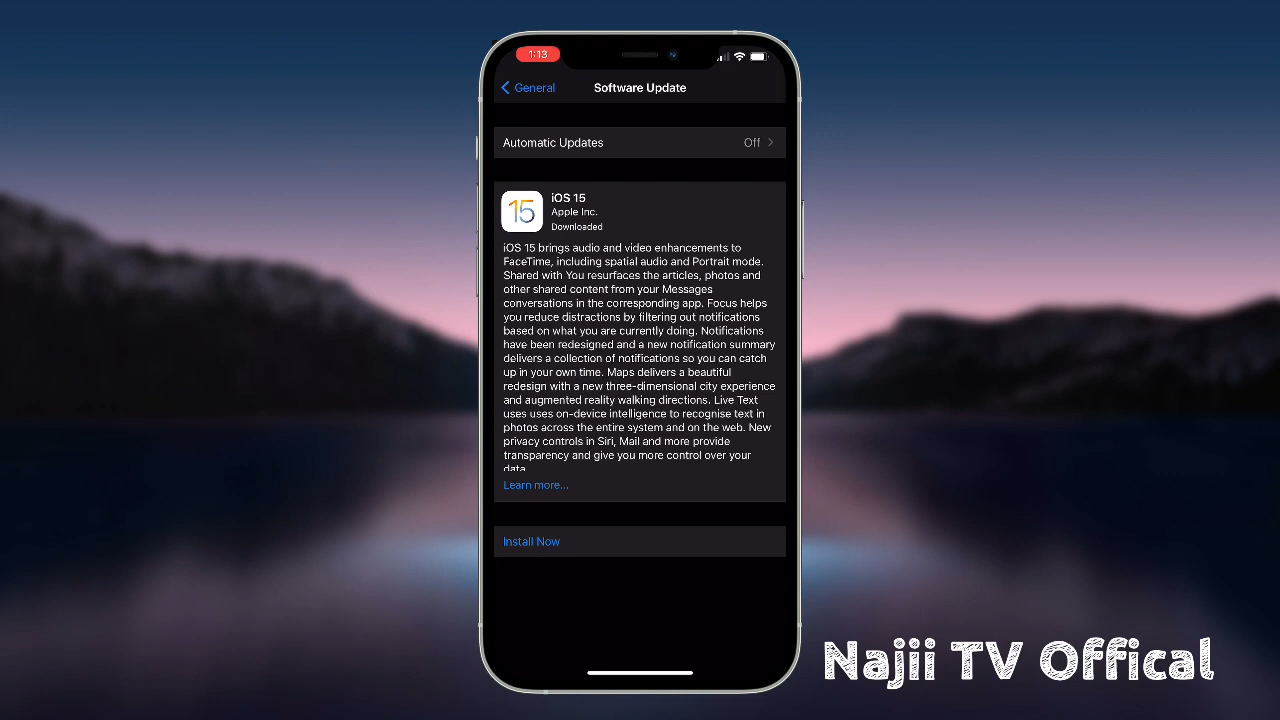 1:13
General
Software Update
Automatic Updates
Off
15
iOS 15
Apple Inc.
Downloaded
iOS 15 brings audio and video enhancements to
FaceTime, including spatial audio and Portrait mode.
Shared with You resurfaces the articles, photos and
other shared content from your Messages
conversations in the corresponding app. Focus helps
you reduce distractions by filtering out notifications
based on what you are currently doing. Notifications
have been redesigned and a new notification summary
delivers a collection of notifications so you can catch
up in your own time. Maps delivers a beautiful
redesign with a new three-dimensional city experience
and augmented reality walking directions. Live Text
uses uses on-device intelligence to recognise text in
photos across the entire system and on the web. New
privacy controls in Siri, Mail and more provide
transparency and give you more control over your
data.
Learn more...
Install Now
Najii TV Offical